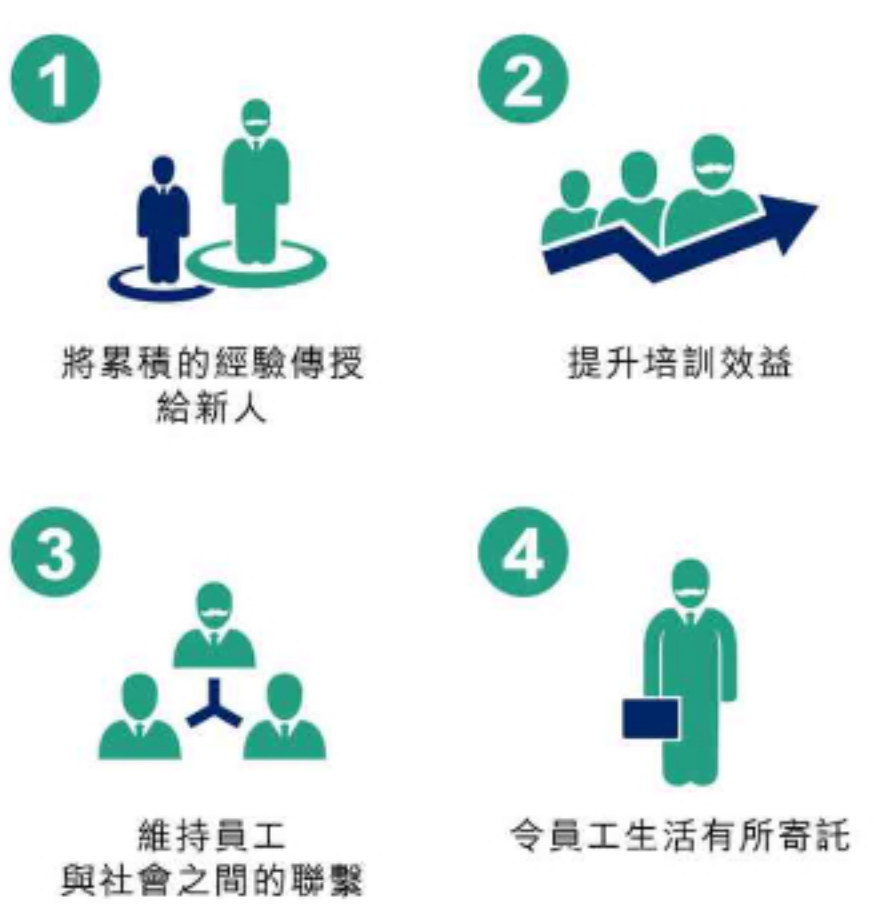 1
將累積的經驗傳授
給新人
2
提升培訓效益
3
維持員工
與社會之間的聯繫
4
令員工生活有所寄託